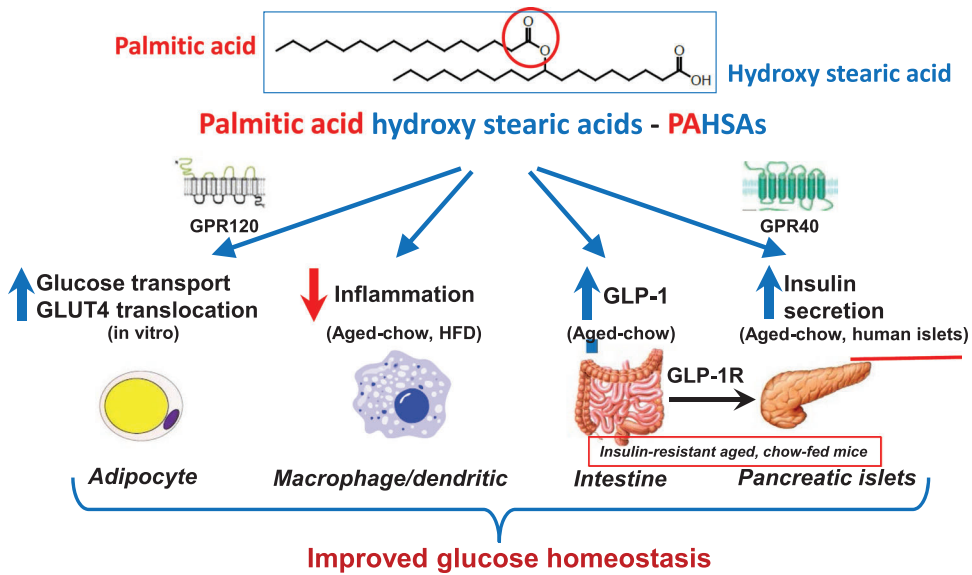 Palmitic acid
O
O
O
OH
Hydroxy stearic acid
Palmitic acid hydroxy stearic acids - PAHSAs
GPR120
GPR40
Glucose transport
GLUT4 translocation
(in vitro)
Inflammation
(Aged-chow, HFD)
GLP-1
(Aged-chow)
Insulin
secretion
(Aged-chow, human islets)
GLP-1R
Insulin-resistant aged, chow-fed mice
Adipocyte
Macrophage/dendritic
Intestine
Pancreatic islets
Improved glucose homeostasis